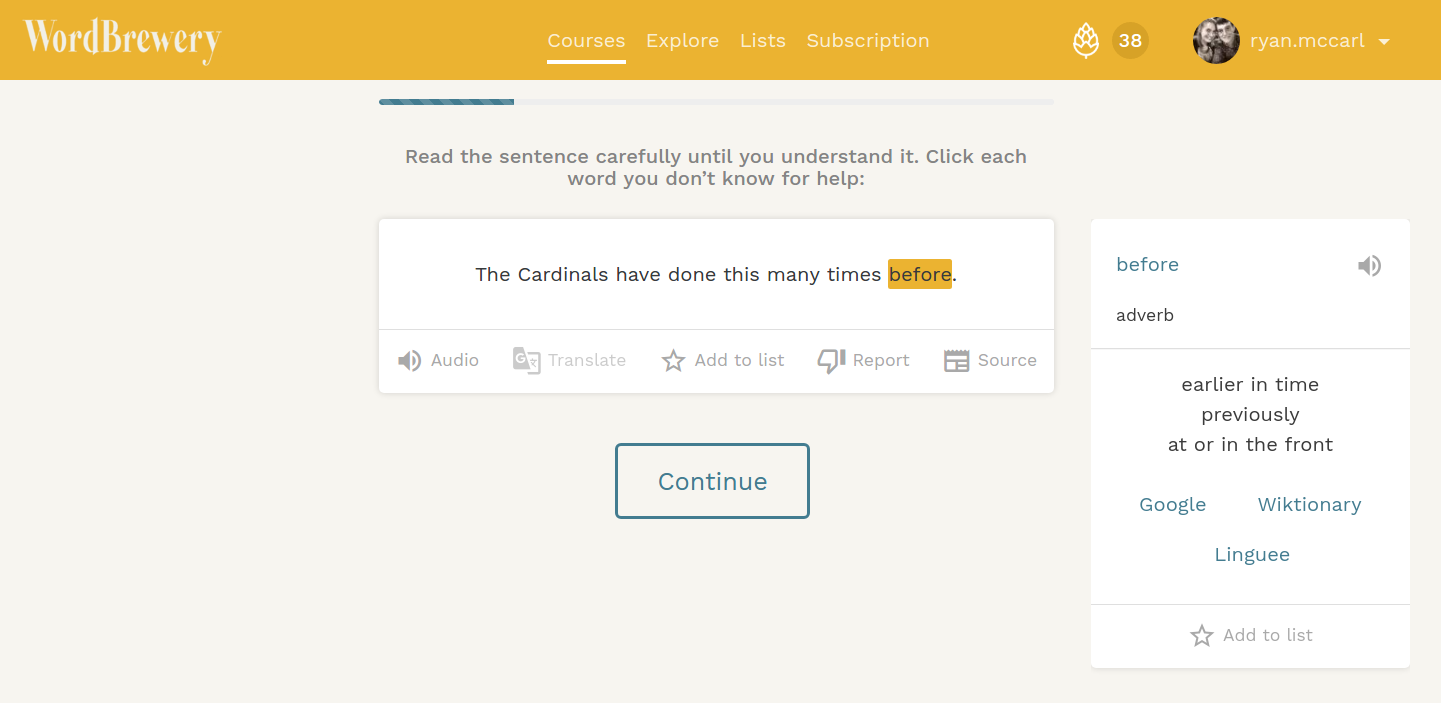 WordBrewery
Courses Explore Lists Subscription
38
ryan.mccarl
Read the sentence carefully until you understand it. Click each
word you don’t know for help:
The Cardinals have done this many times before.
Audio
G Translate
Add to list
Report
Source
Continue
before
adverb
earlier in time
previously
at or in the front
Google Wiktionary
Linguee
Add to list